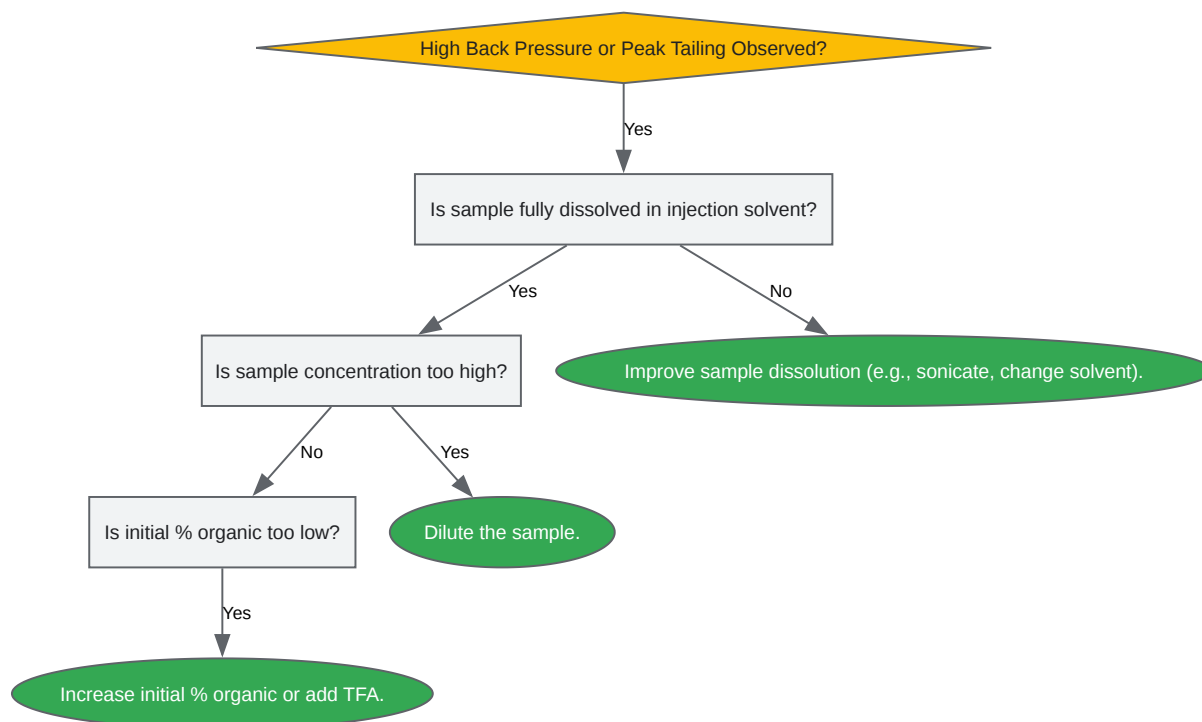 High Back Pressure or Peak Tailing Observed?
Yes
Is sample fully dissolved in injection solvent?
Yes
No
Is sample concentration too high?
Improve sample dissolution (e.g., sonicate, change solvent).
No
Yes
Is initial % organic too low?
Dilute the sample.
Yes
Increase initial % organic or add TFA.